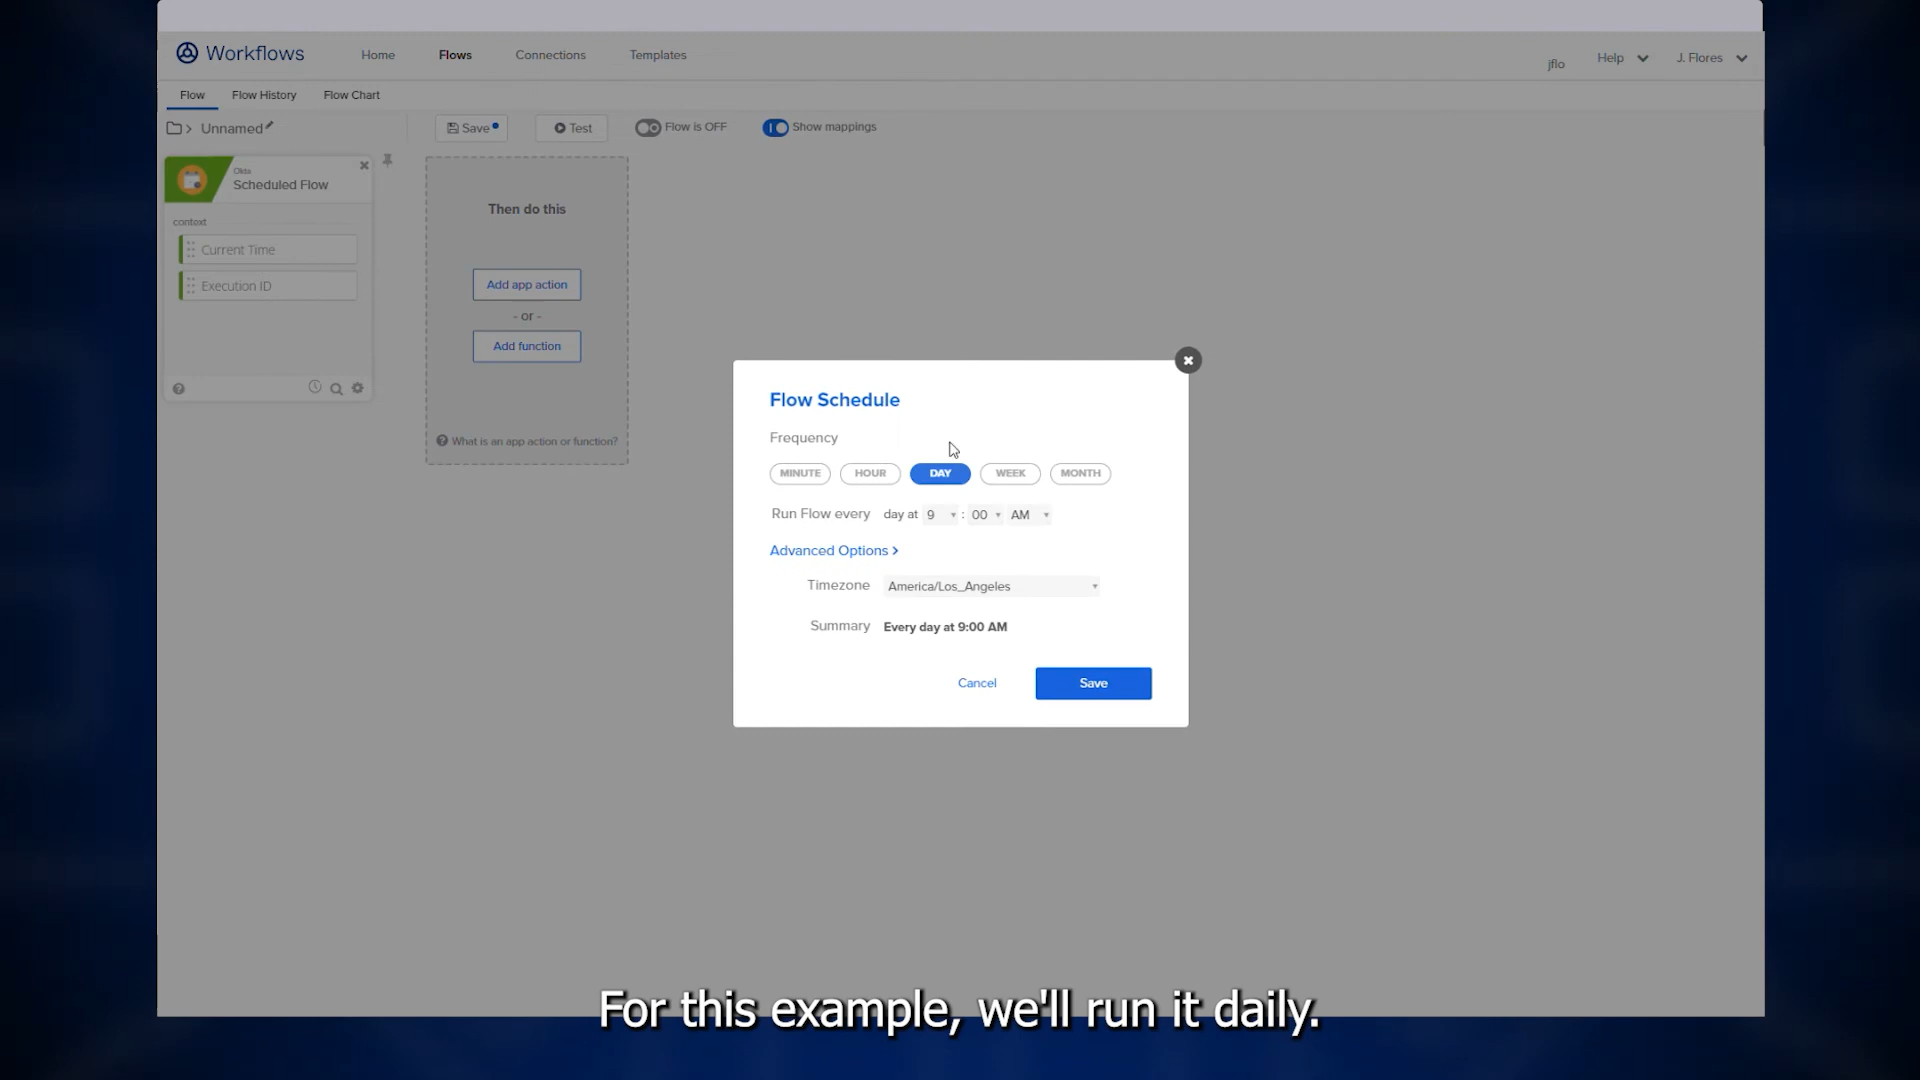 Workflows
Home
Flows
Connections
Templates
jflo
Help
J. Flores
Flow
Flow History
Flow Chart
Unnamed
Save
Test
Flow is OFF
Show mappings
Okta
Scheduled Flow
context
Current Time
Execution ID
Then do this
Add app action
- or -
Add function
What is an app action or function?
Flow Schedule
Frequency
MINUTE
HOUR
DAY
WEEK
MONTH
Run Flow every day at 9 : 00 AM
Advanced Options
Timezone America/Los_Angeles
Summary Every day at 9:00 AM
Cancel
Save
For this example, we'll run it daily.